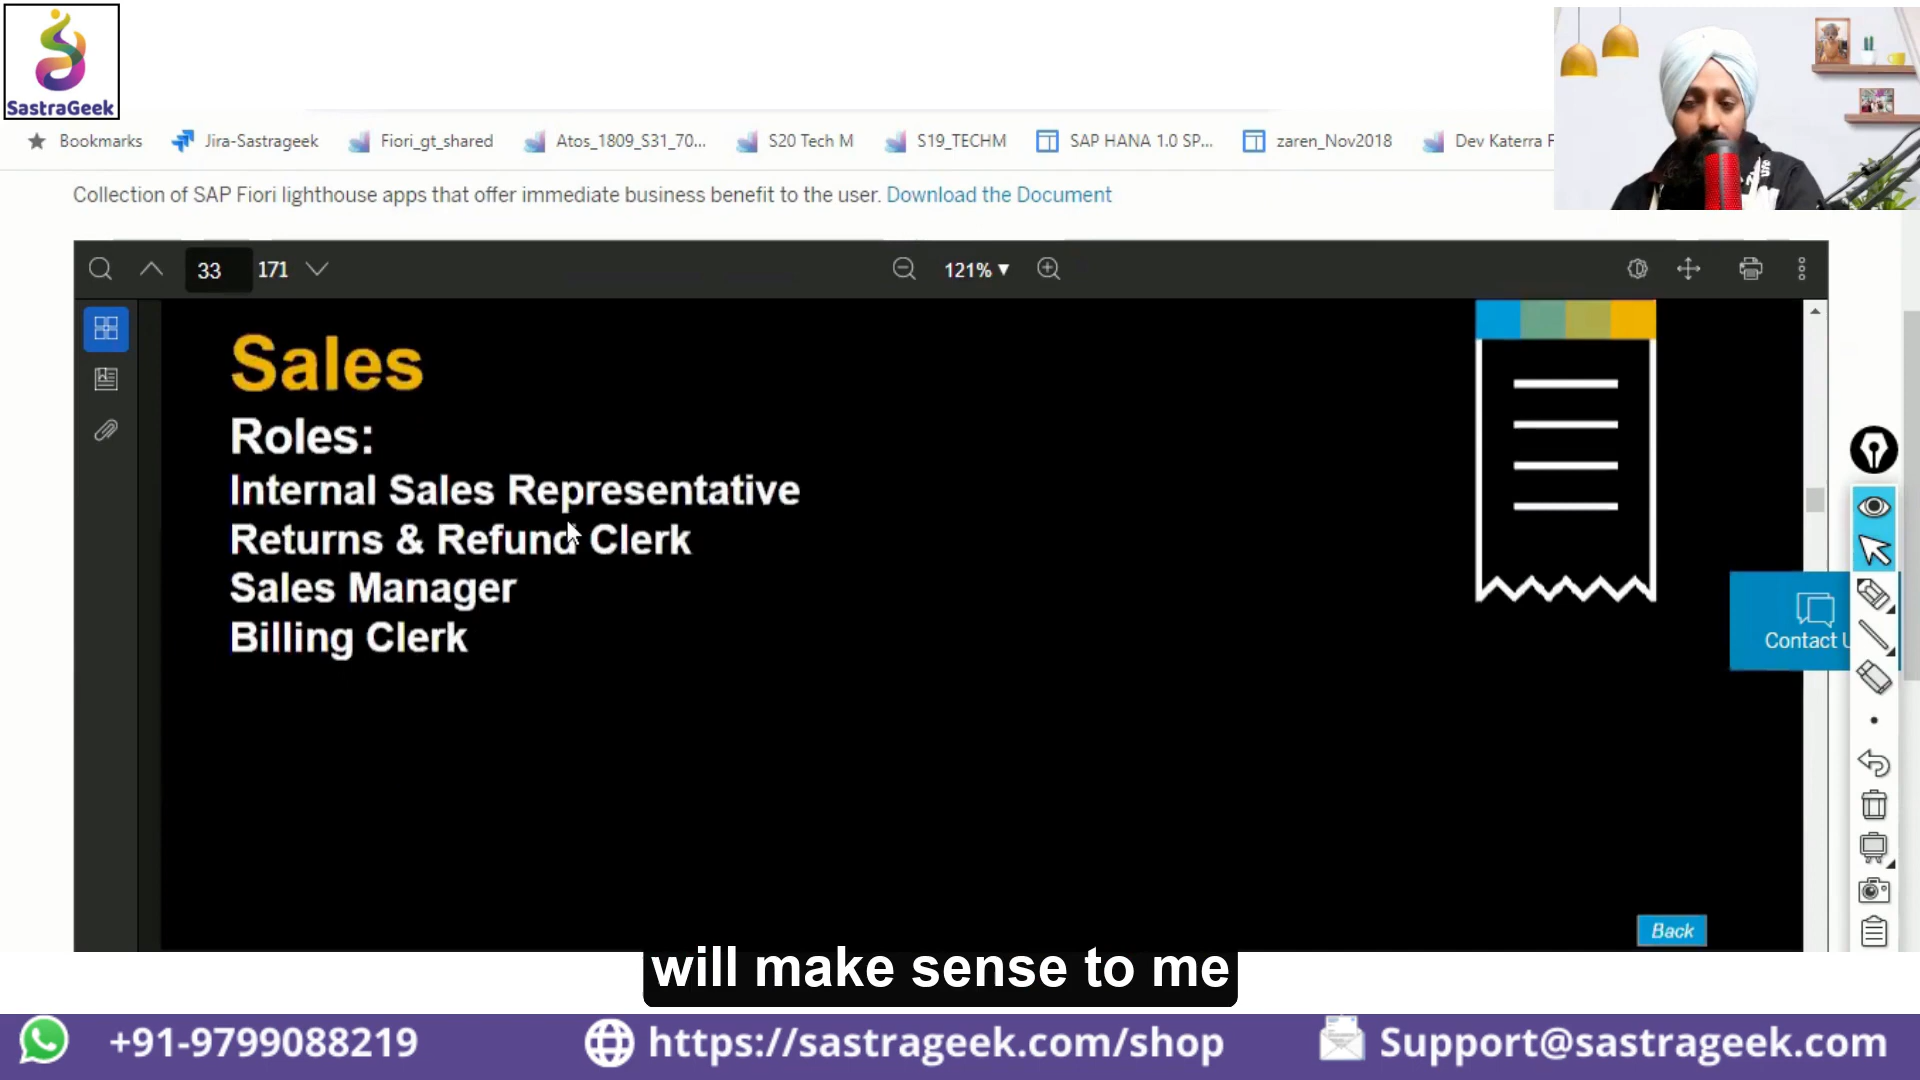 SastraGeek
Bookmarks Jira-Sastrageek Fiori_gt_shared Atos_1809_S31_70... S20 Tech M S19_TECHM SAP HANA 1.0 SP... zaren_Nov2018 Dev Katerra F
Collection of SAP Fiori lighthouse apps that offer immediate business benefit to the user. Download the Document
33 171 121%
Sales
Roles:
Internal Sales Representative
Returns & Refund Clerk
Sales Manager
Billing Clerk
Contact U
Back
will make sense to me
+91-9799088219 https://sastrageek.com/shop Support@sastrageek.com